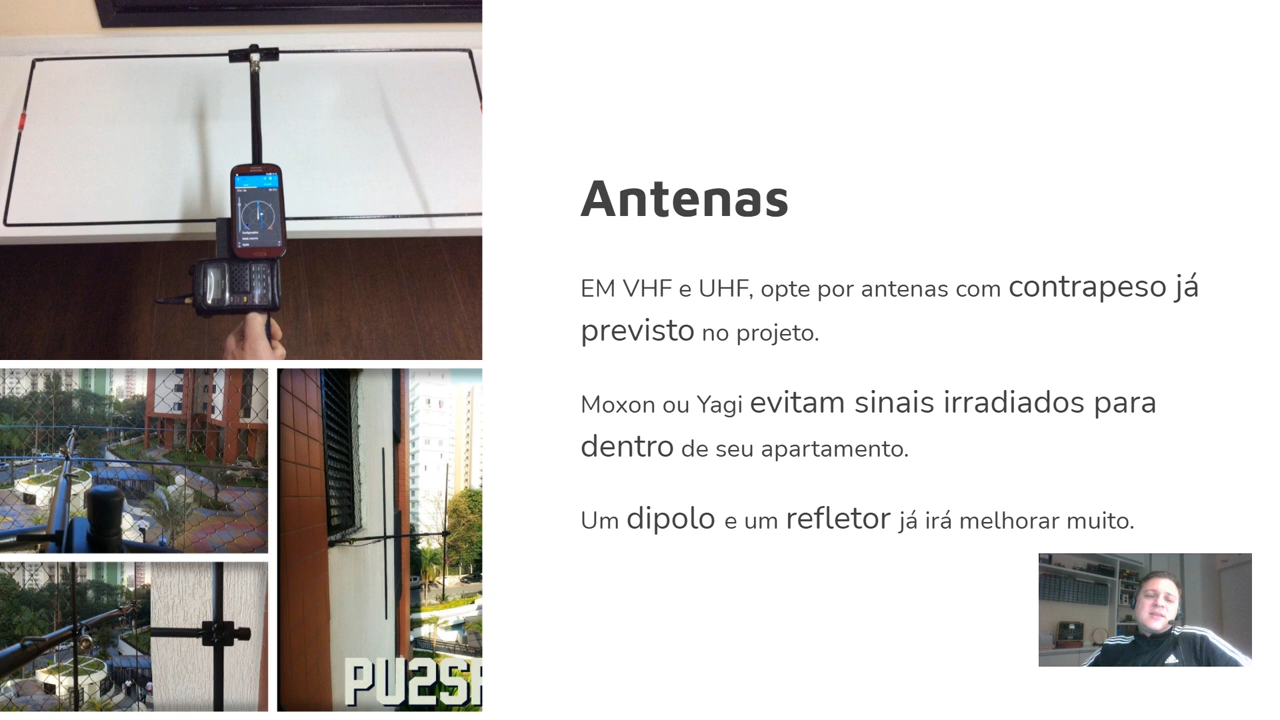 Antenas
EM VHF e UHF, opte por antenas com contrapeso já
previsto no projeto.
Moxon ou Yagi evitam sinais irradiados para
dentro de seu apartamento.
Um dipolo e um refletor já irá melhorar muito.